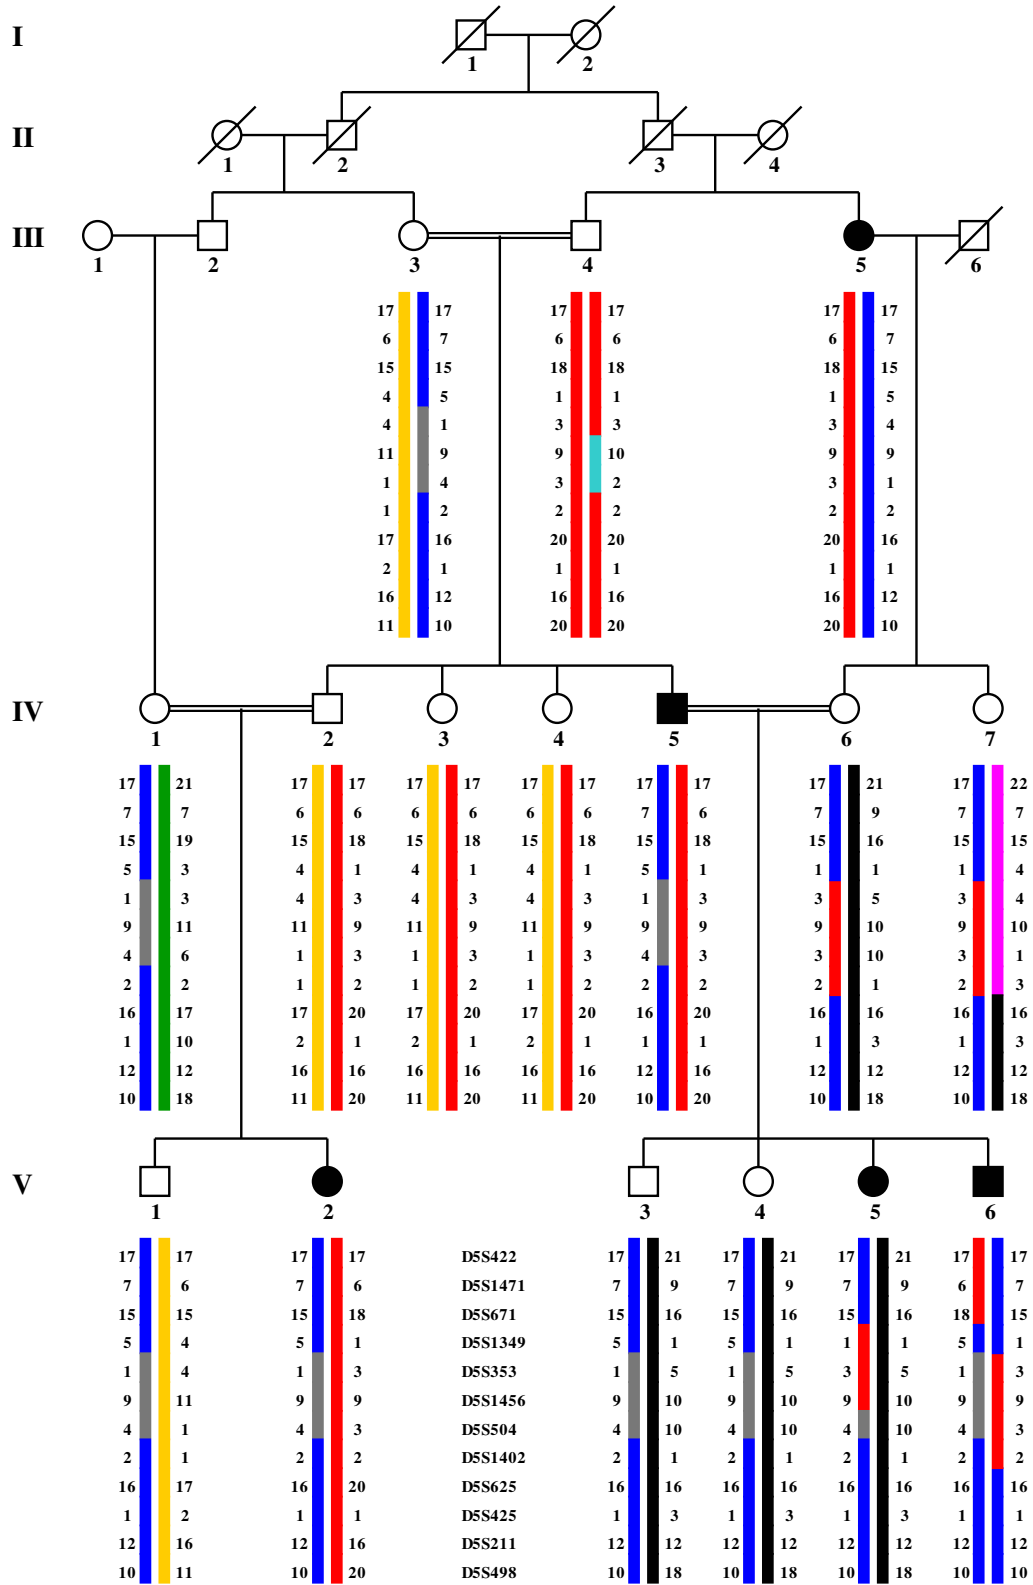 I
1 2
II
1 2 3 4
III
1 2 3 4 5 6
17 17 17 17 17 17
6 7 6 6 6 7
15 15 18 18 18 15
4 5 1 1 1 5
4 1 3 3 3 4
11 9 9 10 9 9
1 4 3 2 3 1
1 2 2 2 2 2
17 16 20 20 20 16
2 1 1 1 1 1
16 12 16 16 16 12
11 10 20 20 20 10
IV
1 2 3 4 5 6 7
17 21 17 17 17 17 17 17 17 17 17 21 17 22
7 7 6 6 6 6 6 6 7 6 7 9 7 7
15 19 15 18 15 18 15 18 15 18 15 16 15 15
5 3 4 1 4 1 4 1 5 1 1 1 1 4
1 3 4 3 4 3 4 3 1 3 3 5 3 4
9 11 11 9 11 9 11 9 9 9 9 10 9 10
4 6 1 3 1 3 1 3 4 3 3 10 3 1
2 2 1 2 1 2 1 2 2 2 2 1 2 3
16 17 17 20 17 20 17 20 16 20 16 16 16 16
1 10 2 1 2 1 2 1 1 1 1 3 1 3
12 12 16 16 16 16 16 16 12 16 12 12 12 12
10 18 11 20 11 20 11 20 10 20 10 18 10 18
V
1 2 3 4 5 6
17 17 17 17 D5S422 17 21 17 21 17 21 17 17
7 6 7 6 D5S1471 7 9 7 9 7 9 6 7
15 15 15 18 D5S671 15 16 15 16 15 16 18 15
5 4 5 1 D5S1349 5 1 5 1 1 1 5 1
1 4 1 3 D5S353 1 5 1 5 3 5 1 3
9 11 9 9 D5S1456 9 10 9 10 9 10 9 9
4 1 4 3 D5S504 4 10 4 10 4 10 4 3
2 1 2 2 D5S1402 2 1 2 1 2 1 2 2
16 17 16 20 D5S625 16 16 16 16 16 16 16 16
1 2 1 1 D5S425 1 3 1 3 1 3 1 1
12 16 12 16 D5S211 12 12 12 12 12 12 12 12
10 11 10 20 D5S498 10 18 10 18 10 18 10 10